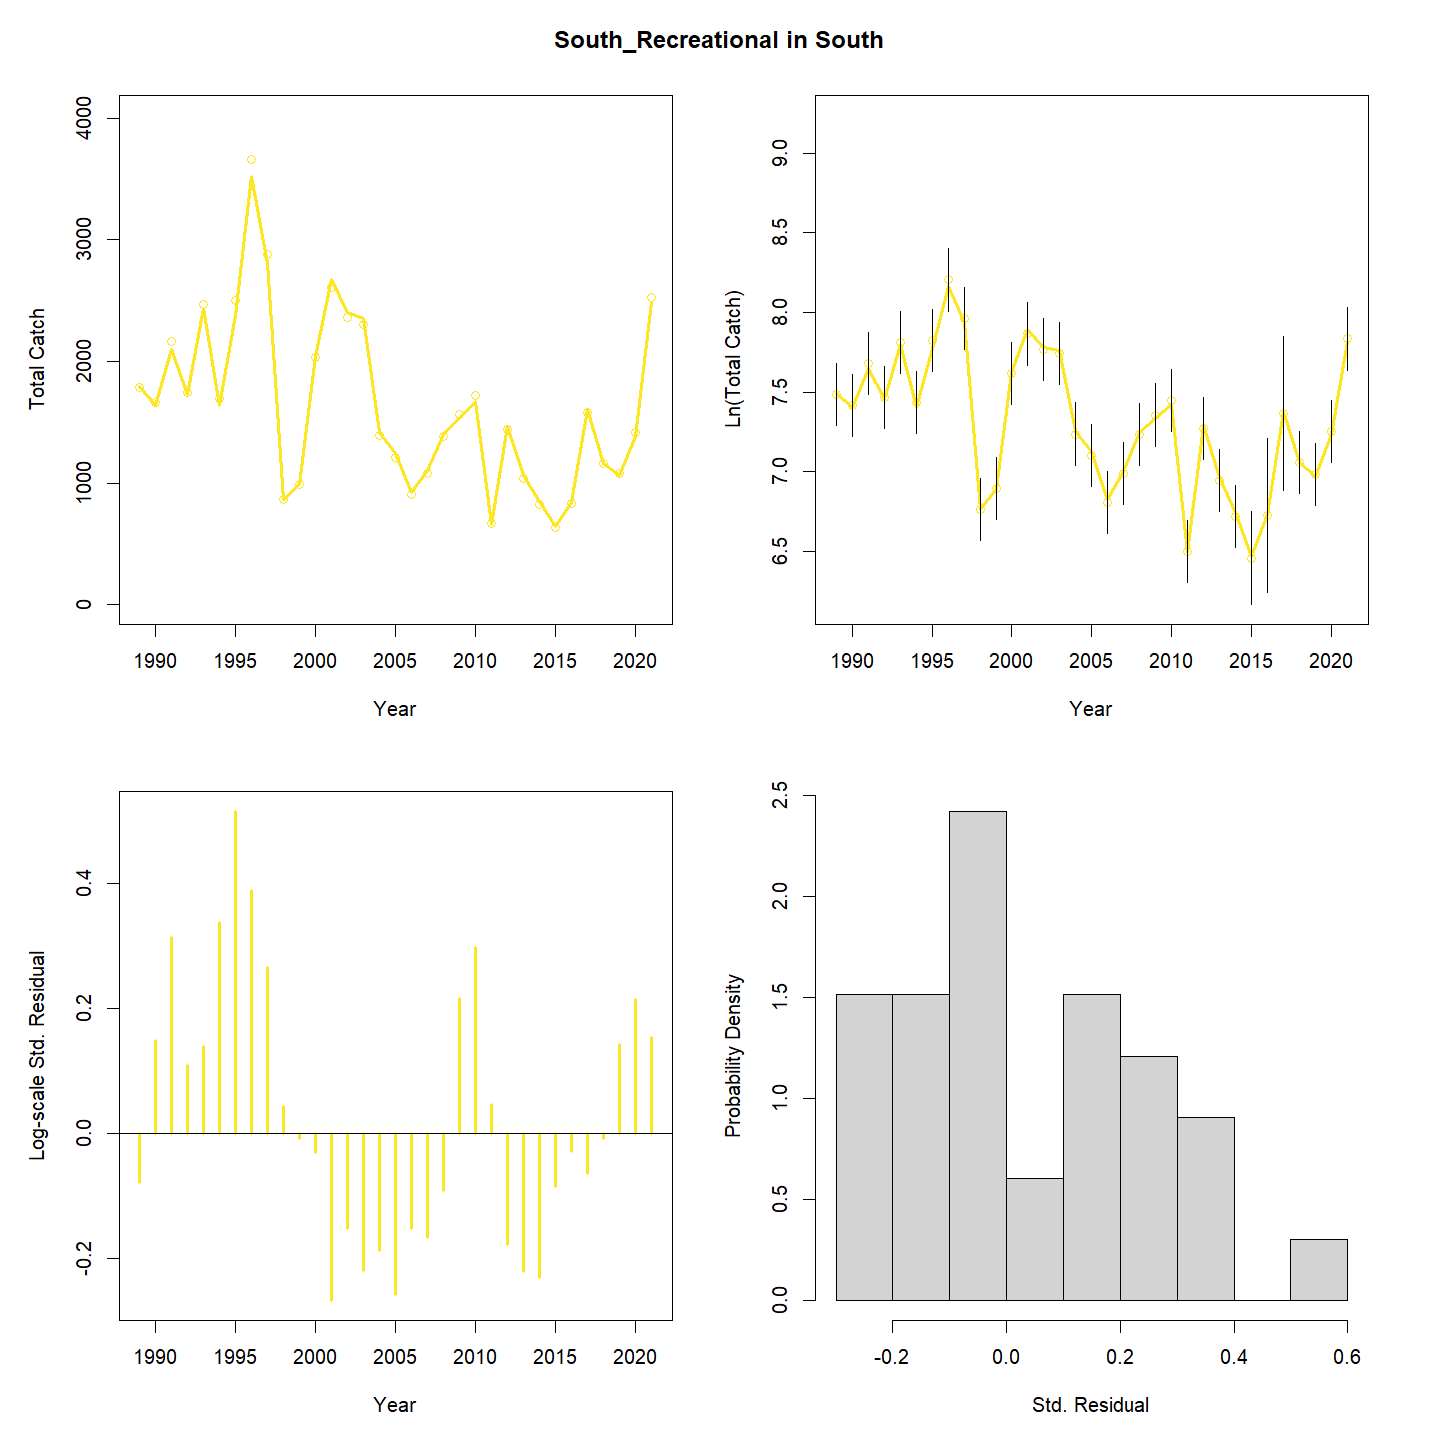 South_Recreational in South
Total Catch
4000
3000
2000
1000
0
1990 1995 2000 2005 2010 2015 2020
Year
Ln(Total Catch)
9.0
8.5
8.0
7.5
7.0
6.5
1990 1995 2000 2005 2010 2015 2020
Year
Log-scale Std. Residual
0.4
0.2
0.0
-0.2
1990 1995 2000 2005 2010 2015 2020
Year
Probability Density
2.5
2.0
1.5
1.0
0.5
0.0
-0.2 0.0 0.2 0.4 0.6
Std. Residual